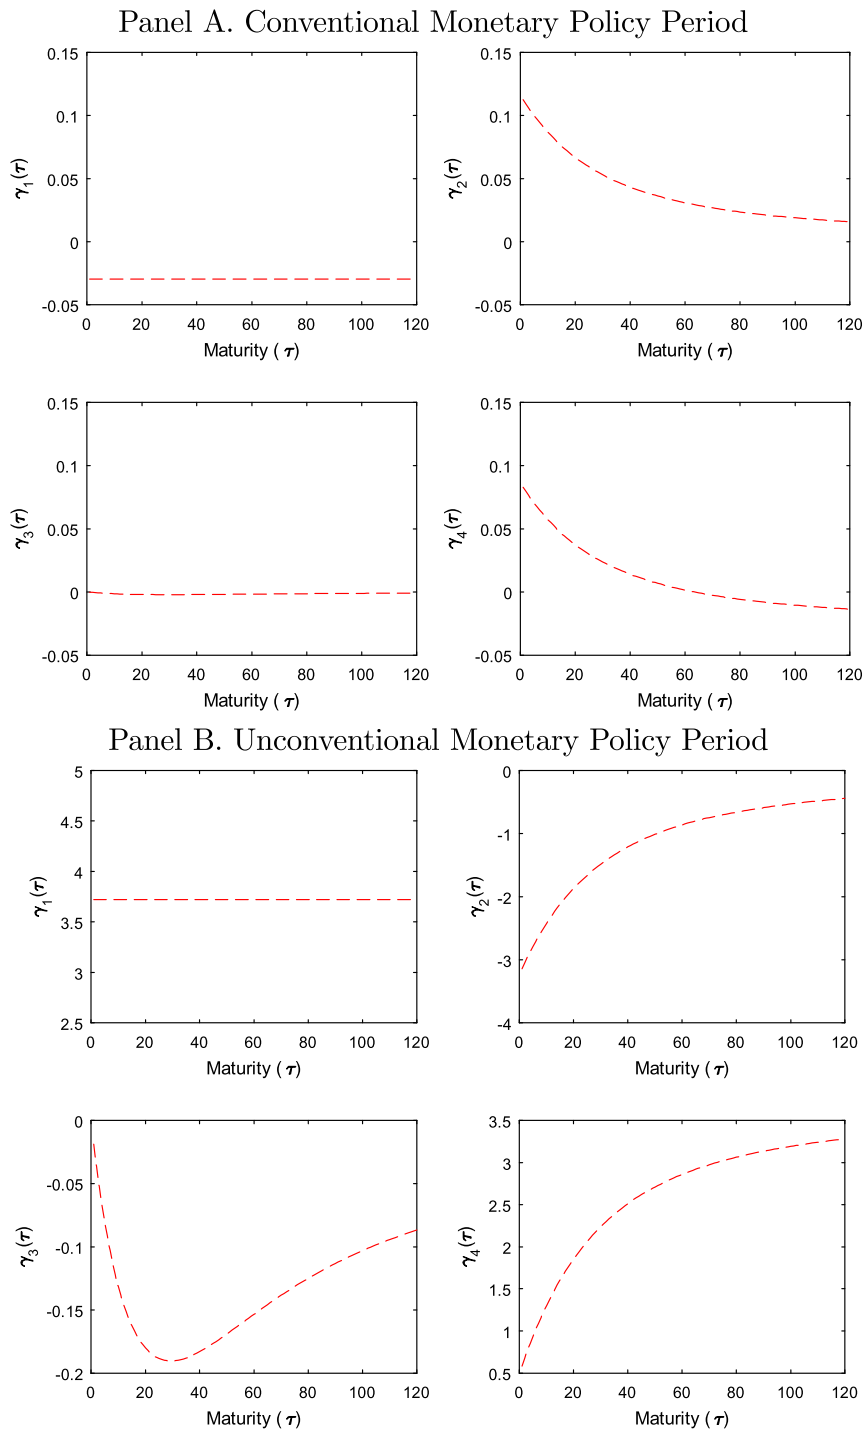 Panel A. Conventional Monetary Policy Period
0.15
0.1
0.05
0
-0.05
γ1(τ)
0 20 40 60 80 100 120
Maturity ( τ)
0.15
0.1
0.05
0
-0.05
γ2(τ)
0 20 40 60 80 100 120
Maturity ( τ)
0.15
0.1
0.05
0
-0.05
γ3(τ)
0 20 40 60 80 100 120
Maturity ( τ)
0.15
0.1
0.05
0
-0.05
γ4(τ)
0 20 40 60 80 100 120
Maturity ( τ)
Panel B. Unconventional Monetary Policy Period
5
4.5
4
3.5
3
2.5
γ1(τ)
0 20 40 60 80 100 120
Maturity ( τ)
0
-1
-2
-3
-4
γ2(τ)
0 20 40 60 80 100 120
Maturity ( τ)
0
-0.05
-0.1
-0.15
-0.2
γ3(τ)
0 20 40 60 80 100 120
Maturity ( τ)
3.5
3
2.5
2
1.5
1
0.5
γ4(τ)
0 20 40 60 80 100 120
Maturity ( τ)